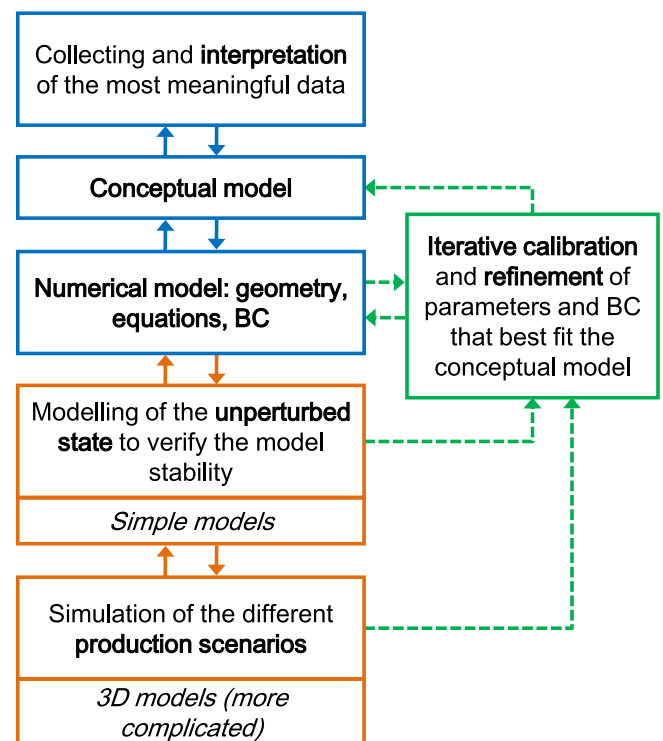 Collecting and interpretation
of the most meaningful data
Conceptual model
Numerical model: geometry,
equations, BC
Iterative calibration
and refinement of
parameters and BC
that best fit the
conceptual model
Modelling of the unperturbed
state to verify the model
stability
Simple models
Simulation of the different
production scenarios
3D models (more
complicated)